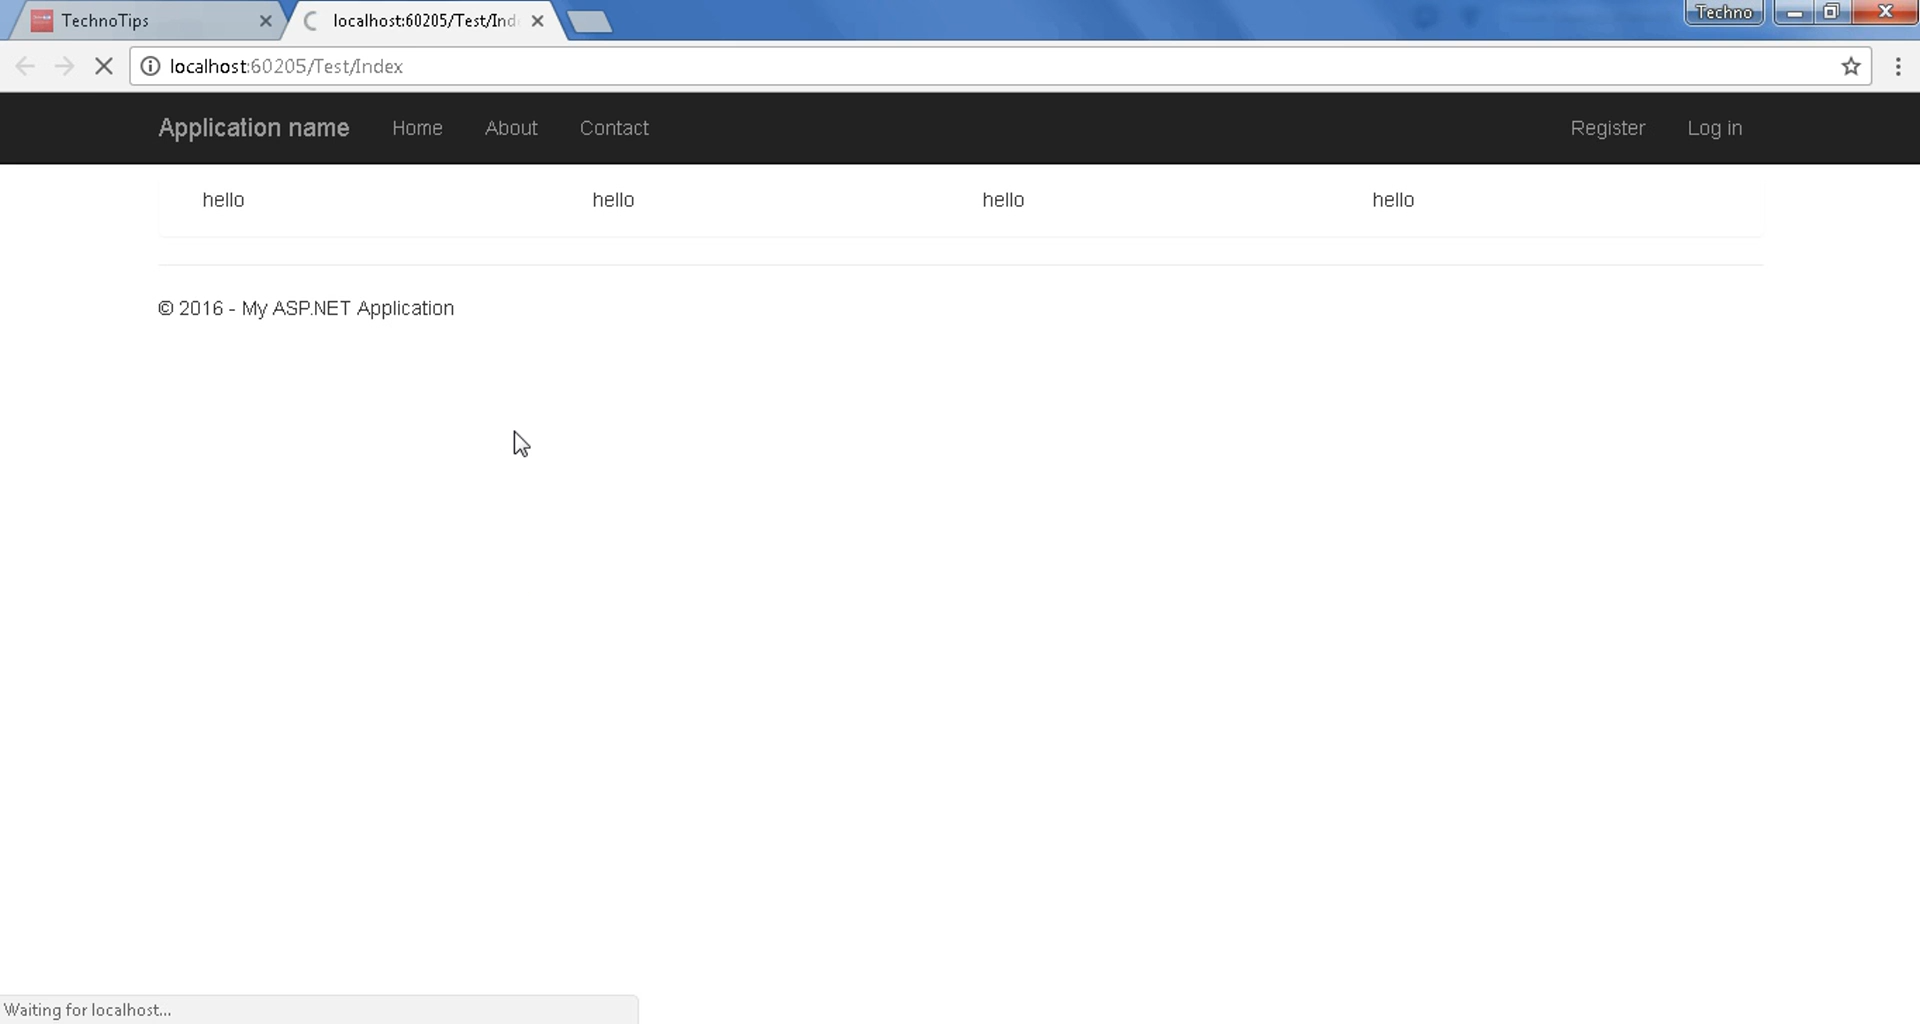 TechnoTips
localhost:60205/Test/Ind
Techno
localhost:60205/Test/Index
Application name Home About Contact Register Log in
hello hello hello hello
© 2016 - My ASP.NET Application
Waiting for localhost...